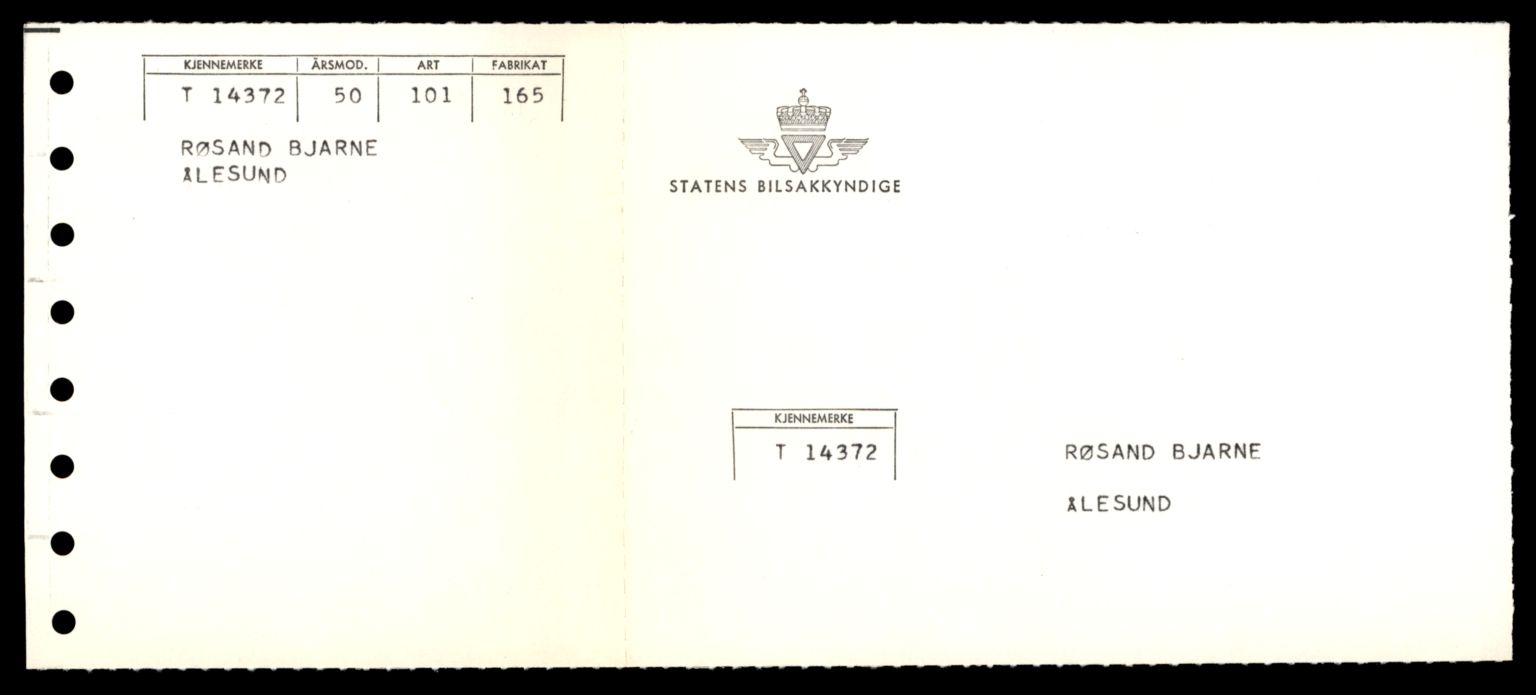 KJENNEMERKE ÅRSMOD. ART FABRIKAT
T 14372 50 101 165
RØSAND BJARNE
ÅLESUND
STATENS BILSAKKYNDIGE
KJENNEMERKE
T 14372
RØSAND BJARNE
ÅLESUND